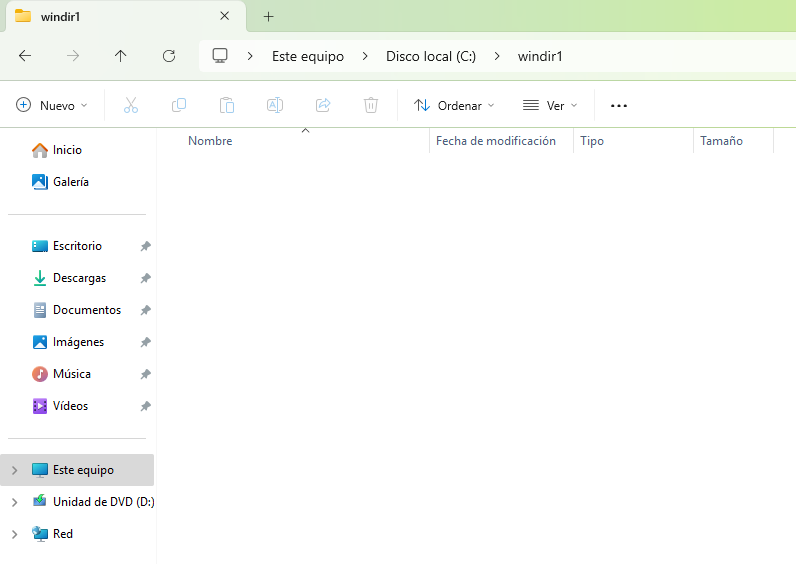 windir1
Este equipo > Disco local (C:) > windir1
Nuevo Ordenar Ver
Nombre Fecha de modificación Tipo Tamaño
Inicio
Galería
Escritorio
Descargas
Documentos
Imágenes
Música
Vídeos
Este equipo
Unidad de DVD (D:)
Red